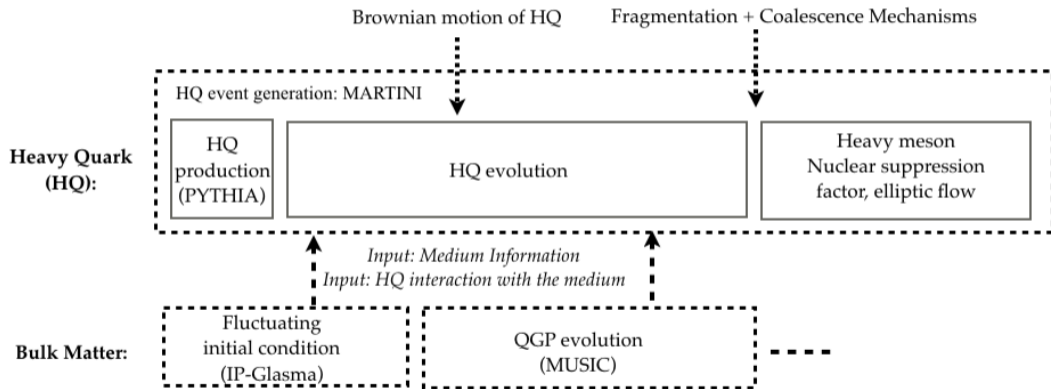 Brownian motion of HQ
Fragmentation + Coalescence Mechanisms
HQ event generation: MARTINI
Heavy Quark
(HQ):
HQ
production
(PYTHIA)
HQ evolution
Heavy meson
Nuclear suppression
factor, elliptic flow
Input: Medium Information
Input: HQ interaction with the medium
Bulk Matter:
Fluctuating
initial condition
(IP-Glasma)
QGP evolution
(MUSIC)